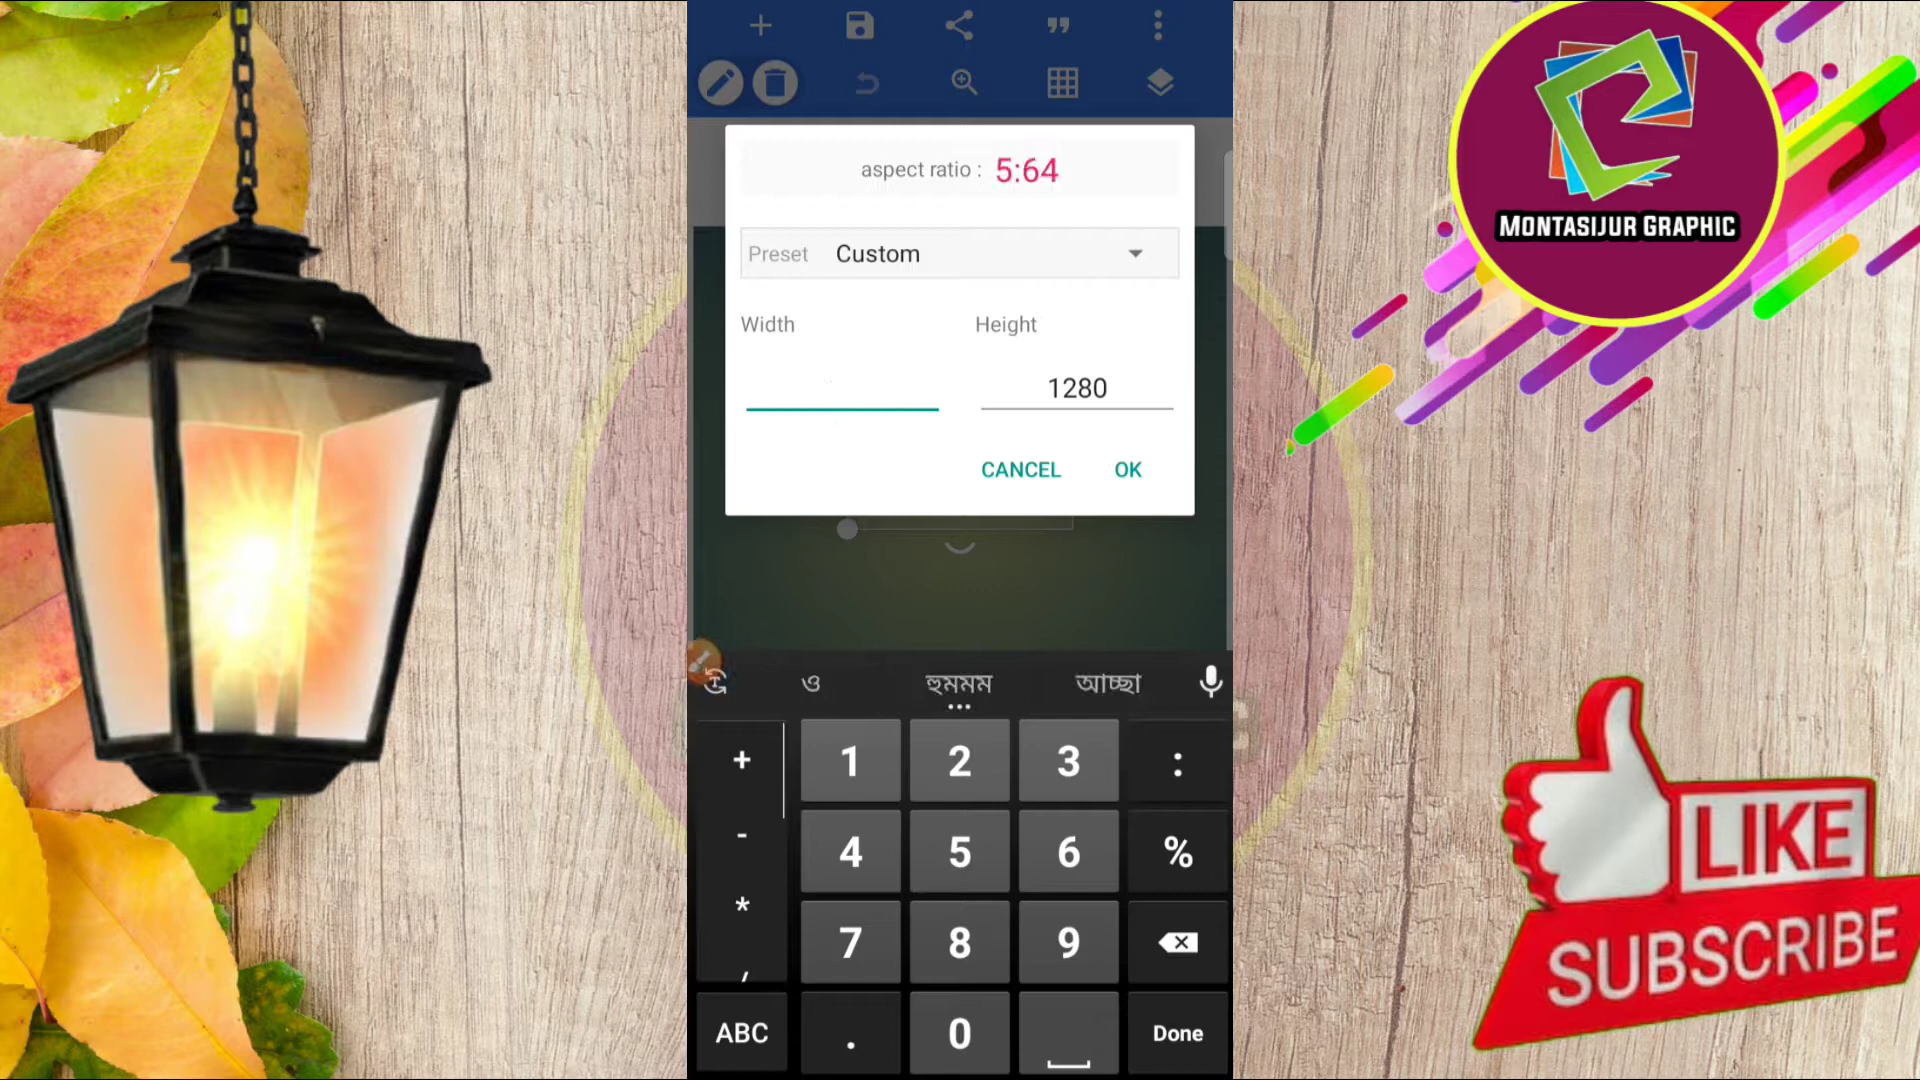 aspect ratio : 5:64
Preset Custom
Width Height
1280
CANCEL OK
ও হুমমম আচ্ছা
+ 1 2 3 :
- 4 5 6 %
* 7 8 9
ABC . 0 Done
MONTASIJUR GRAPHIC
LIKE
SUBSCRIBE